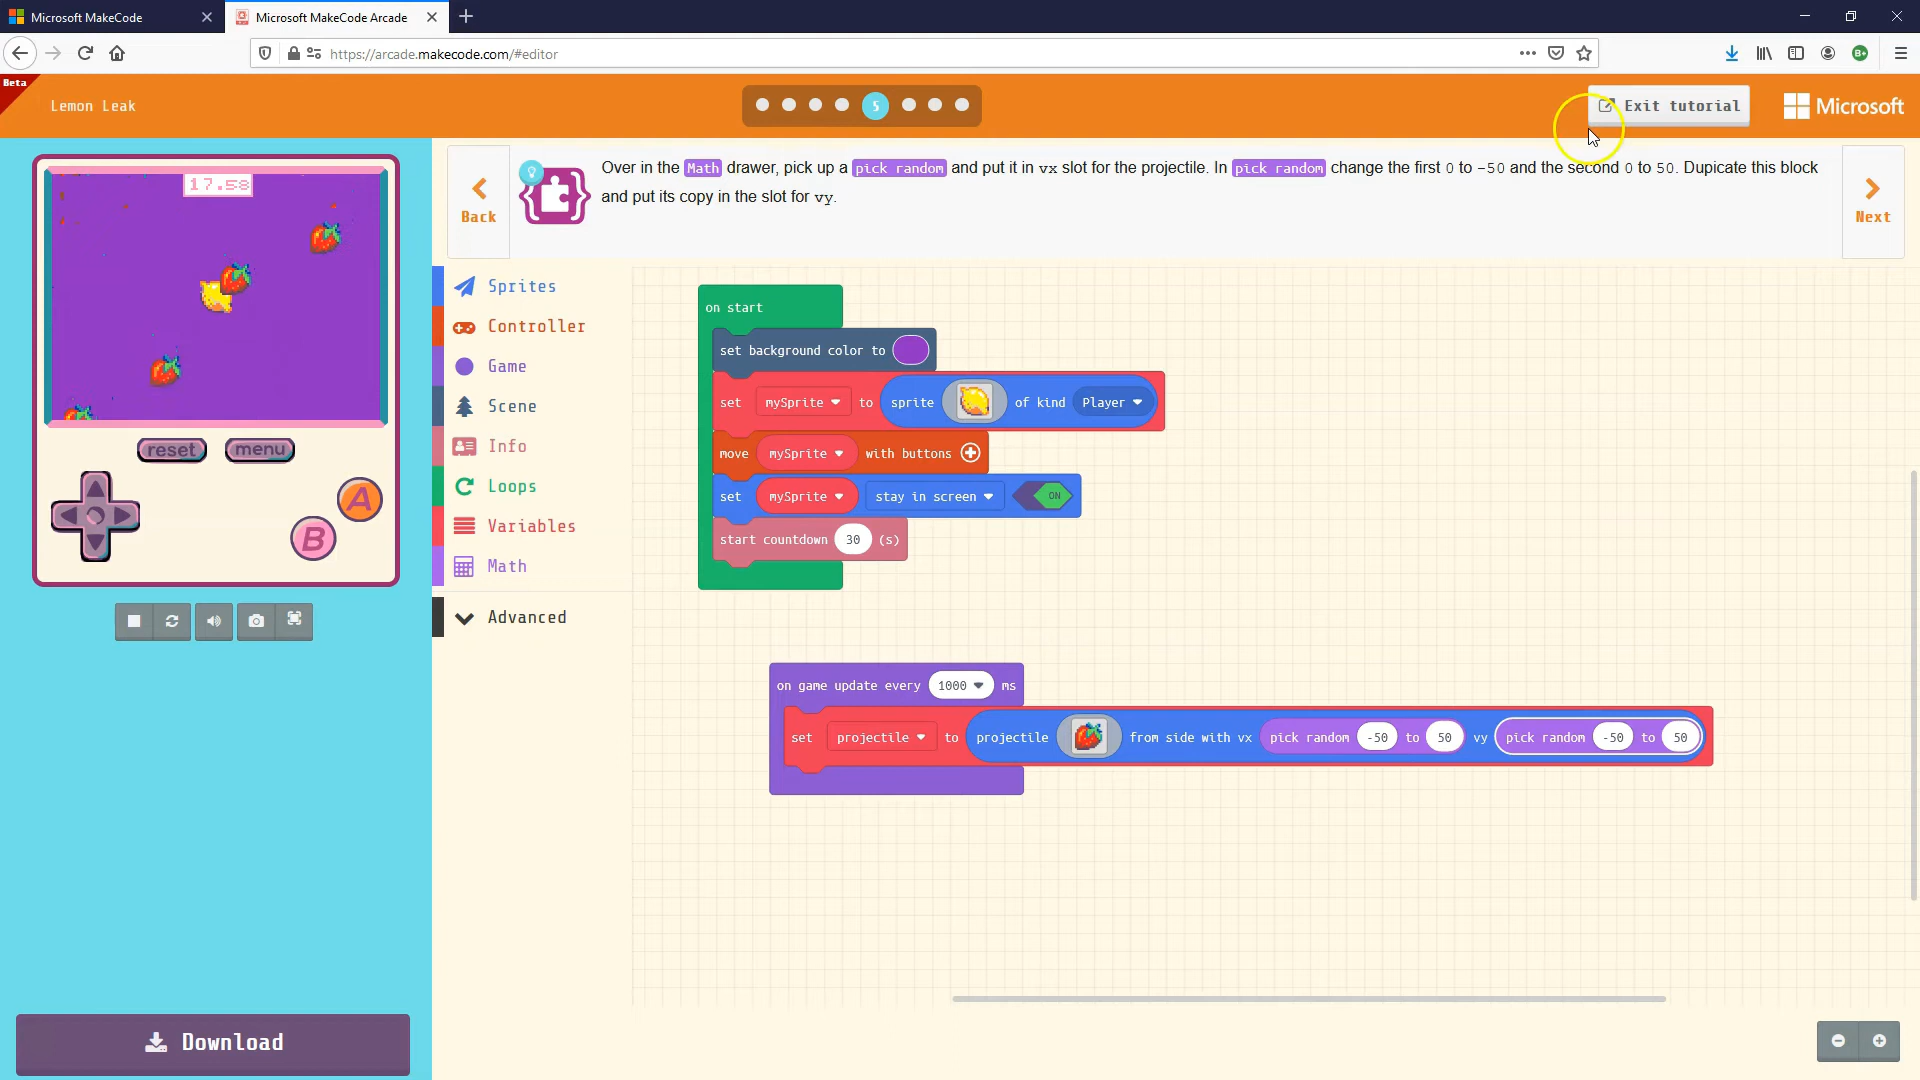 Microsoft MakeCode
Microsoft MakeCode Arcade
https://arcade.makecode.com/#editor
Beta
Lemon Leak
5
Exit tutorial
Microsoft
Back
Over in the Math drawer, pick up a pick random and put it in vx slot for the projectile. In pick random change the first 0 to -50 and the second 0 to 50. Dupicate this block
and put its copy in the slot for vy.
Next
17.58
reset
menu
A
B
Download
Sprites
Controller
Game
Scene
Info
Loops
Variables
Math
Advanced
on start
set background color to
set mySprite to sprite of kind Player
move mySprite with buttons
set mySprite stay in screen ON
start countdown 30 (s)
on game update every 1000 ms
set projectile to projectile from side with vx pick random -50 to 50 vy pick random -50 to 50